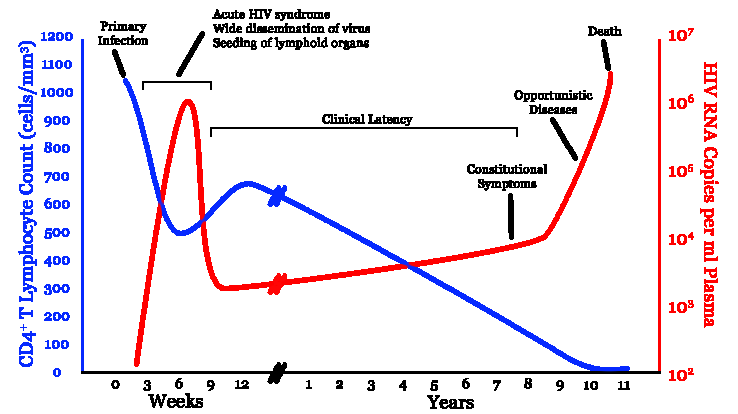 Primary
Infection
Acute HIV syndrome
Wide dissemination of virus
Seeding of lymphoid organs
Death
Clinical Latency
Opportunistic
Diseases
Constitutional
Symptoms
CD4⁺ T Lymphocyte Count (cells/mm³)
1200
1100
1000
900
800
700
600
500
400
300
200
100
0
HIV RNA Copies per ml Plasma
10⁷
10⁶
10⁵
10⁴
10³
10²
0 3 6 9 12 1 2 3 4 5 6 7 8 9 10 11
Weeks Years